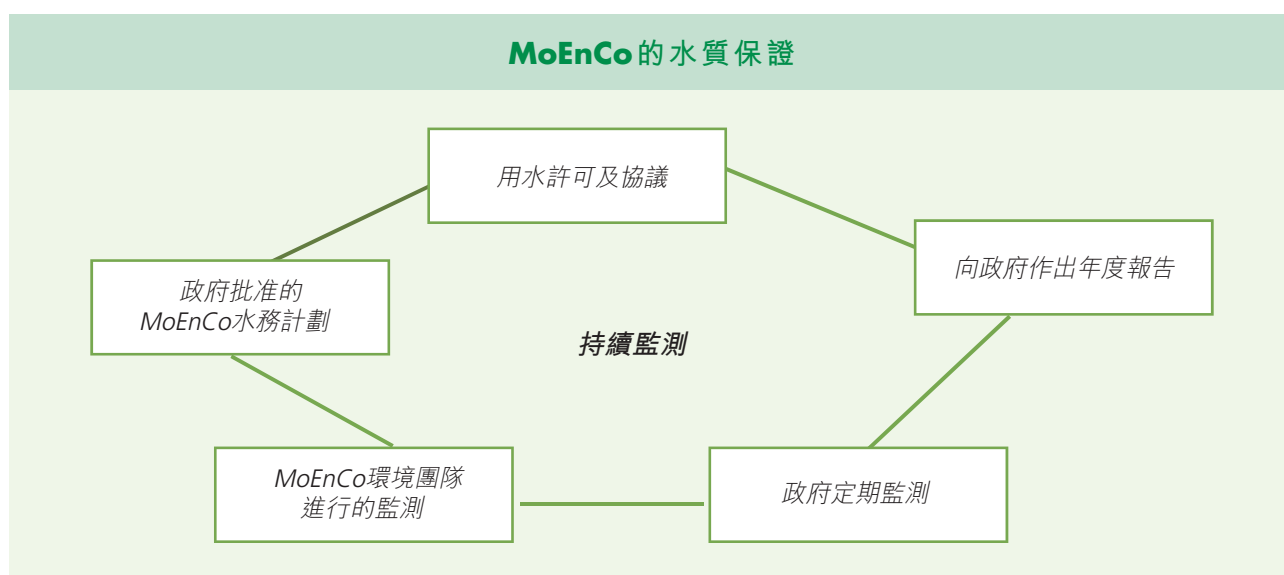 MoEnCo的水質保證
用水許可及協議
向政府作出年度報告
政府批准的
MoEnCo水務計劃
持續監測
MoEnCo環境團隊
進行的監測
政府定期監測